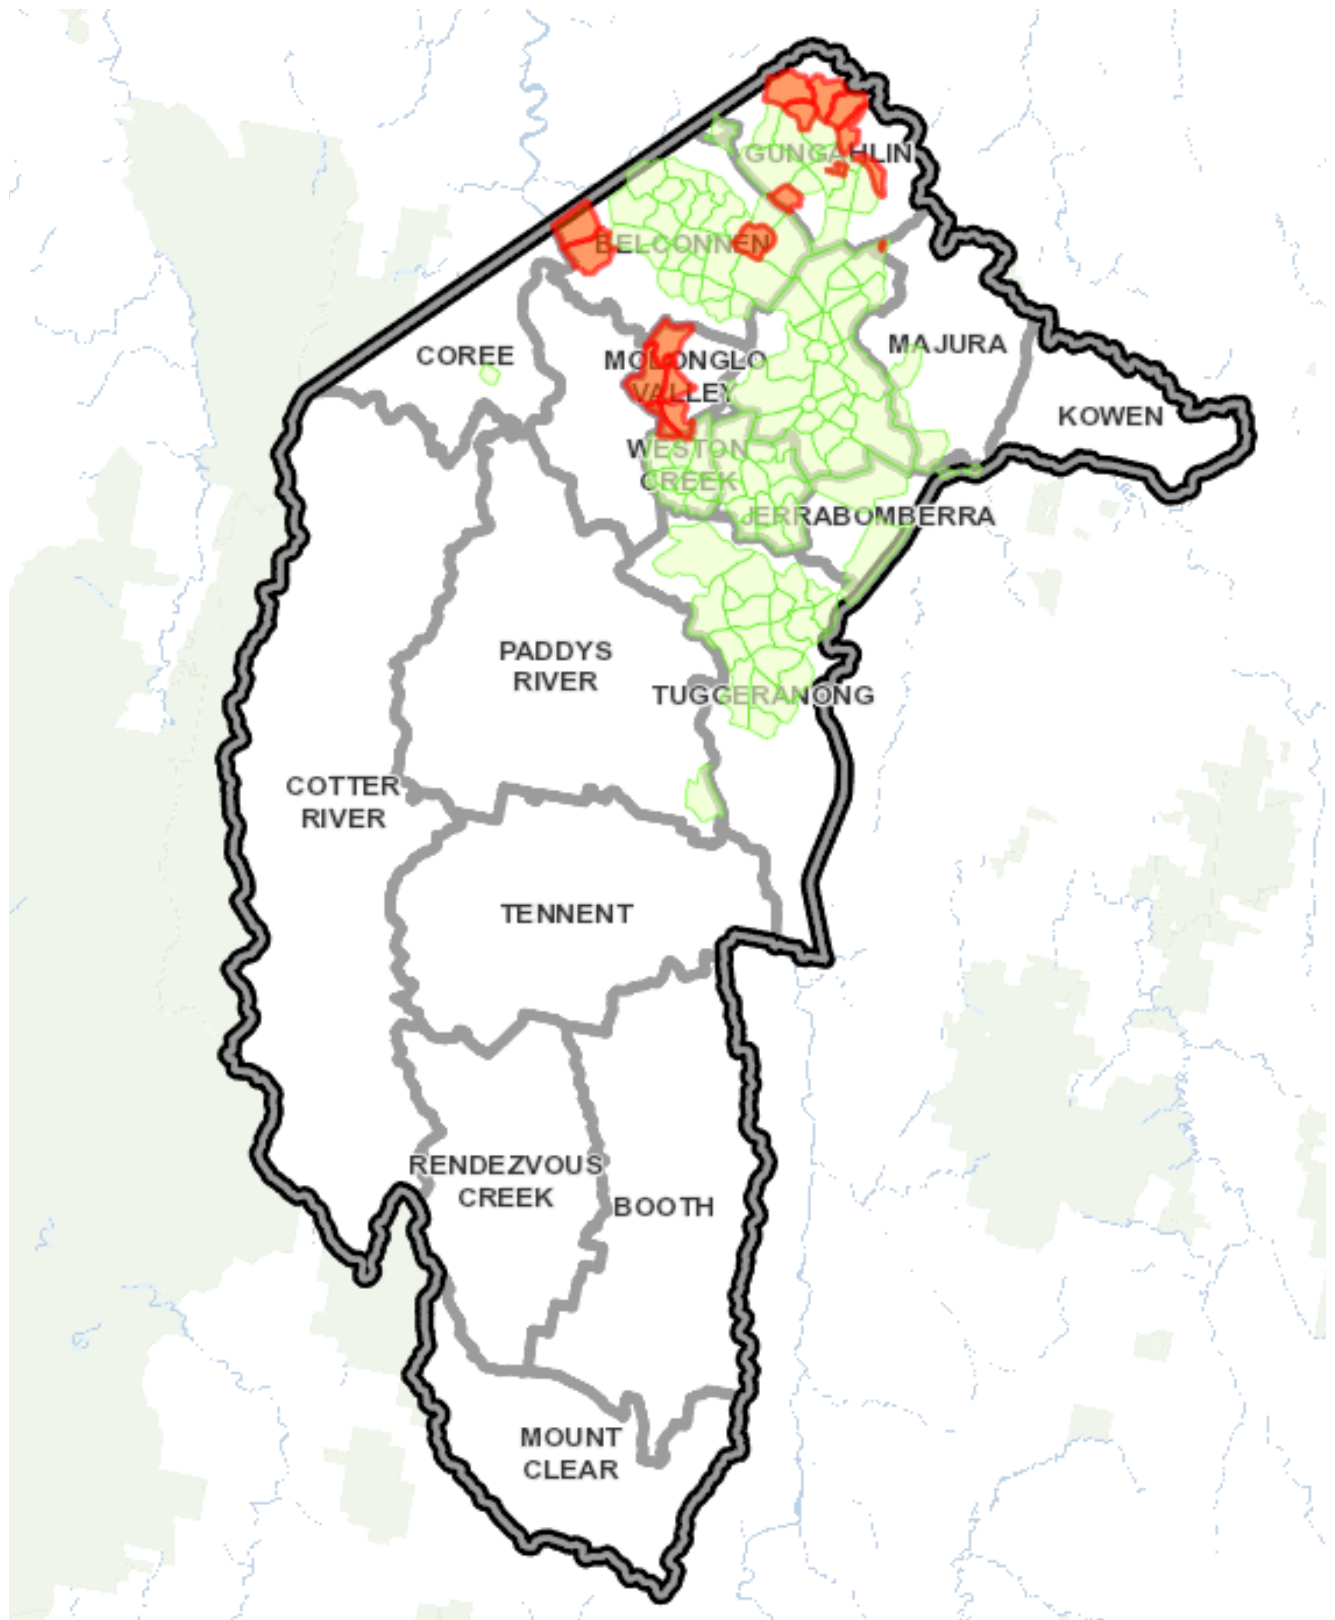 GUNGAHLIN
BELCONNEN
MAJURA
COREE
MOLONGLO
VALLEY
KOWEN
WESTON
CREEK
JERRABOMBERRA
PADDYS
RIVER
TUGGERANONG
COTTER
RIVER
TENNENT
RENDEZVOUS
CREEK
BOOTH
MOUNT
CLEAR